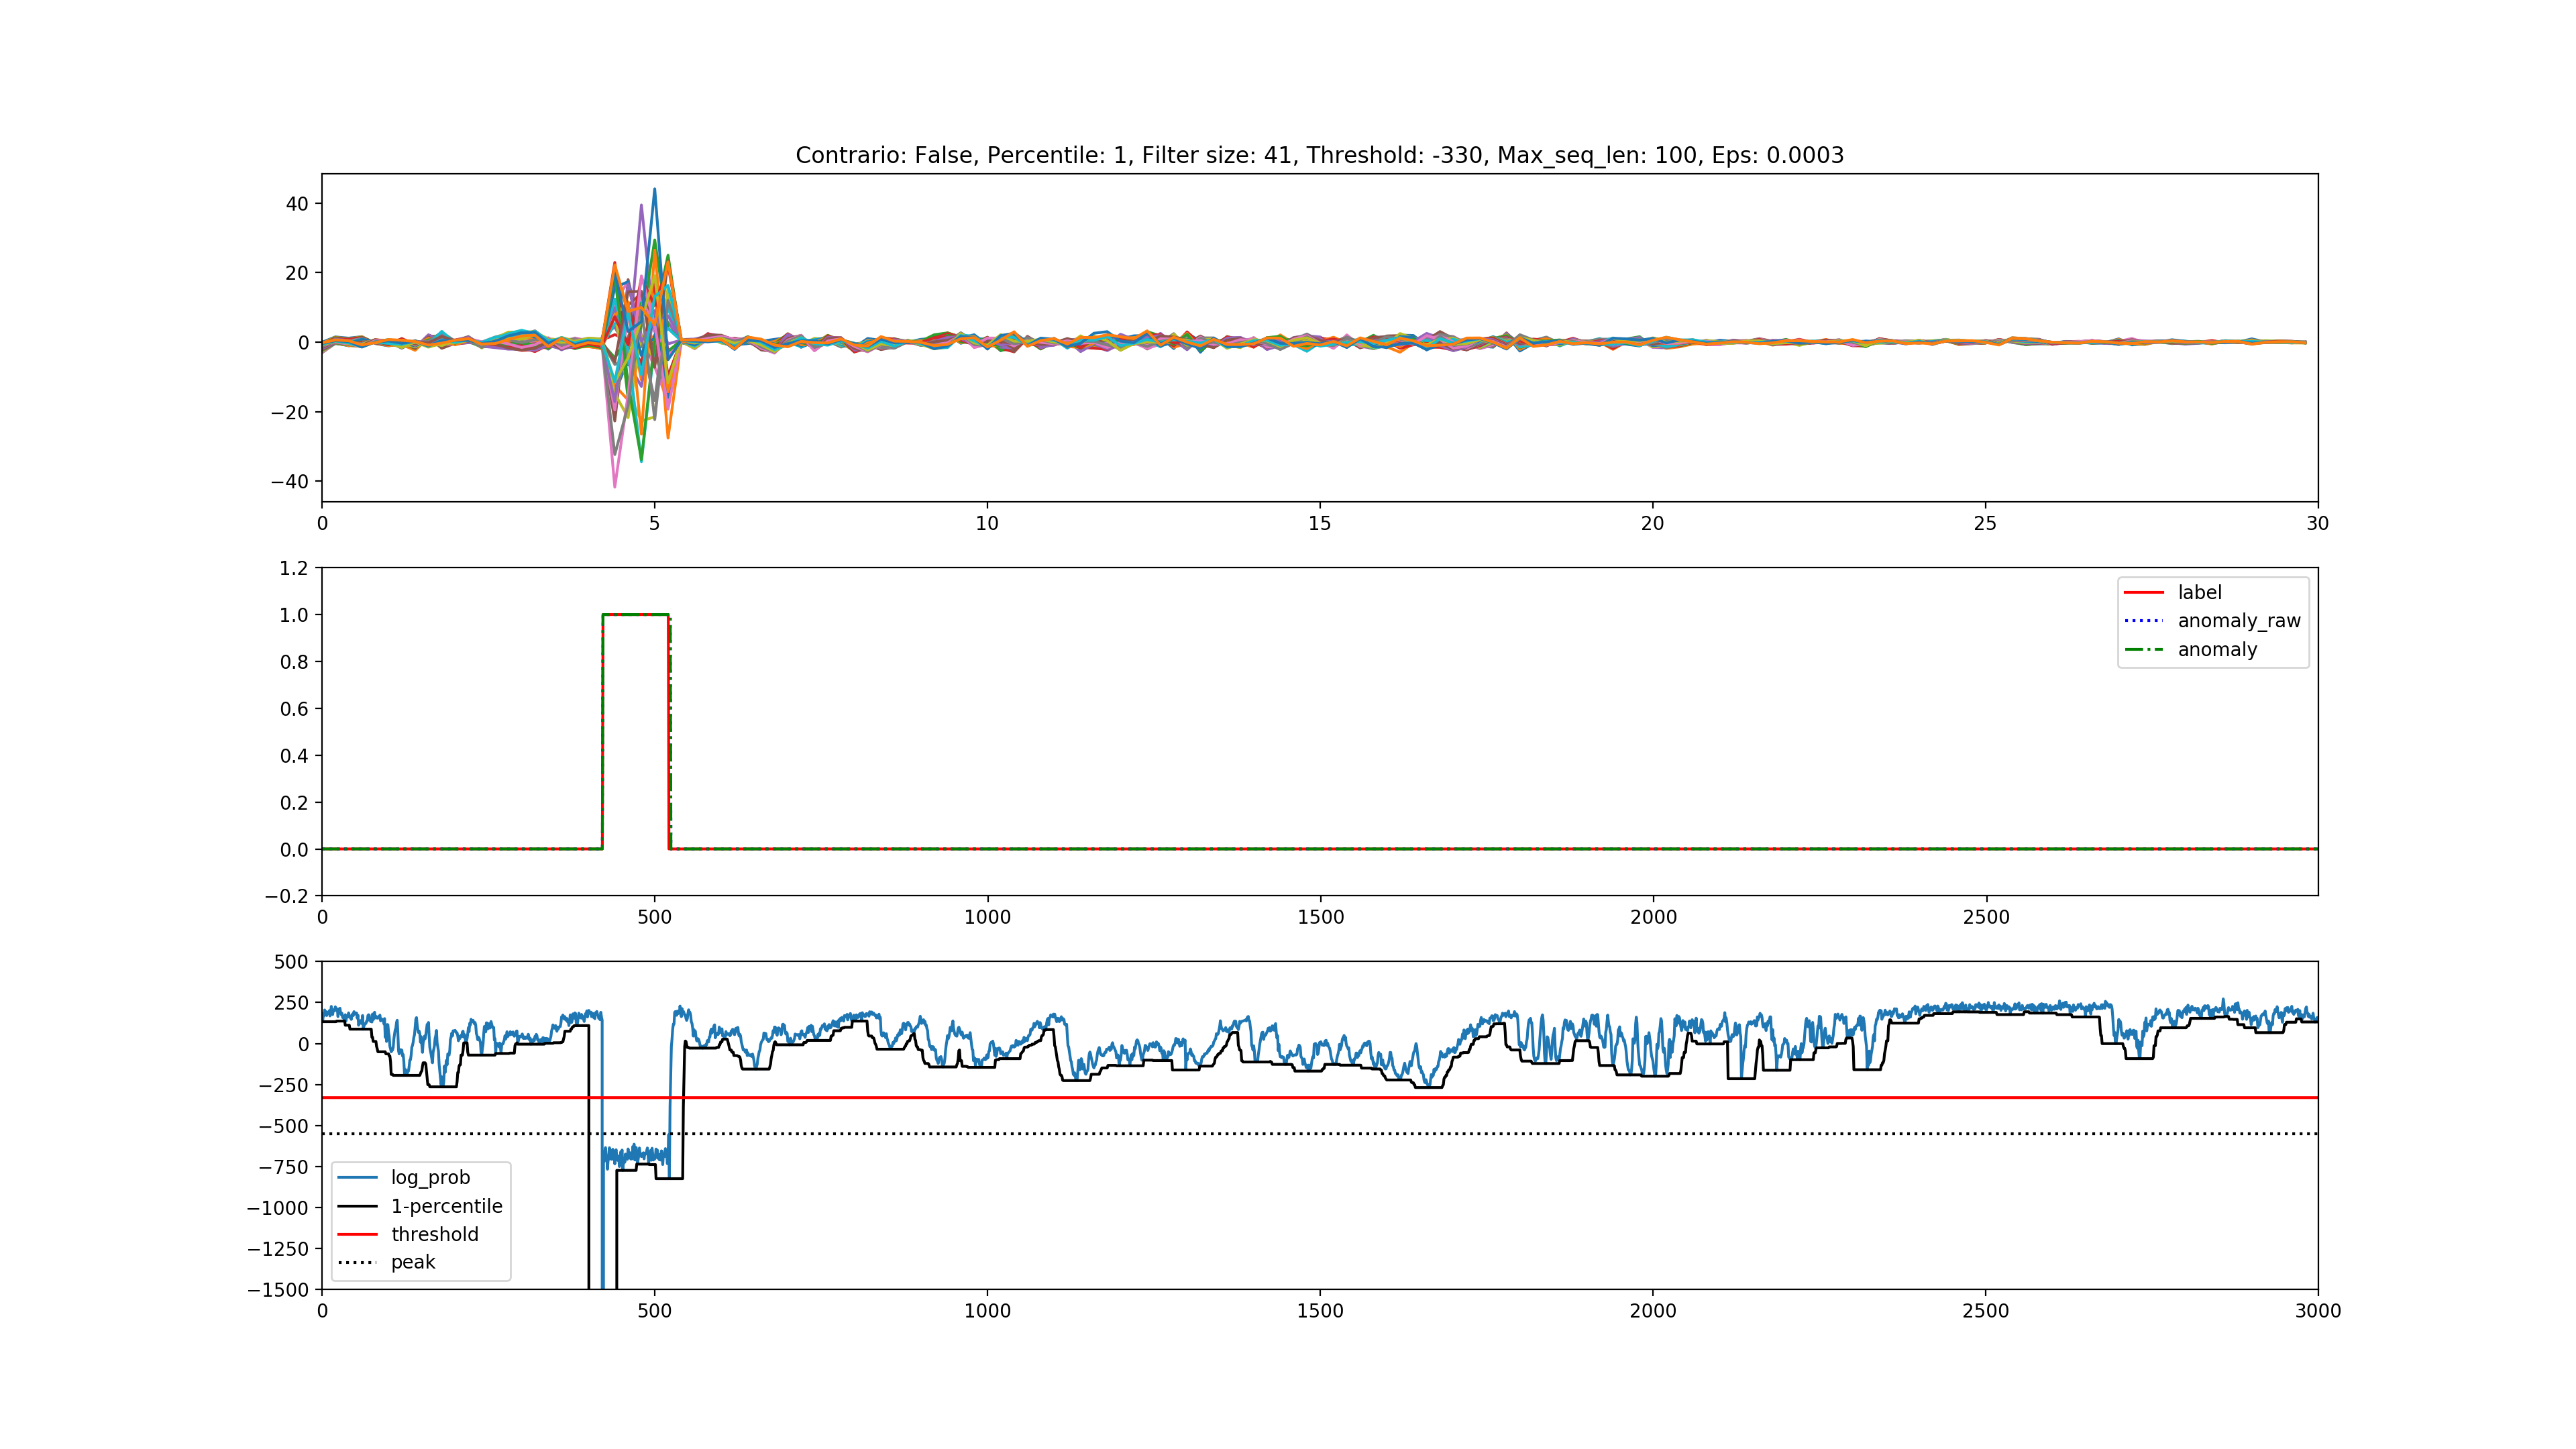 Contrario: False, Percentile: 1, Filter size: 41, Threshold: -330, Max_seq_len: 100, Eps: 0.0003
40
20
0
−20
−40
0 5 10 15 20 25 30
1.2
1.0
0.8
0.6
0.4
0.2
0.0
−0.2
label
anomaly_raw
anomaly
0 500 1000 1500 2000 2500
500
250
0
−250
−500
−750
−1000
−1250
−1500
log_prob
1-percentile
threshold
peak
0 500 1000 1500 2000 2500 3000